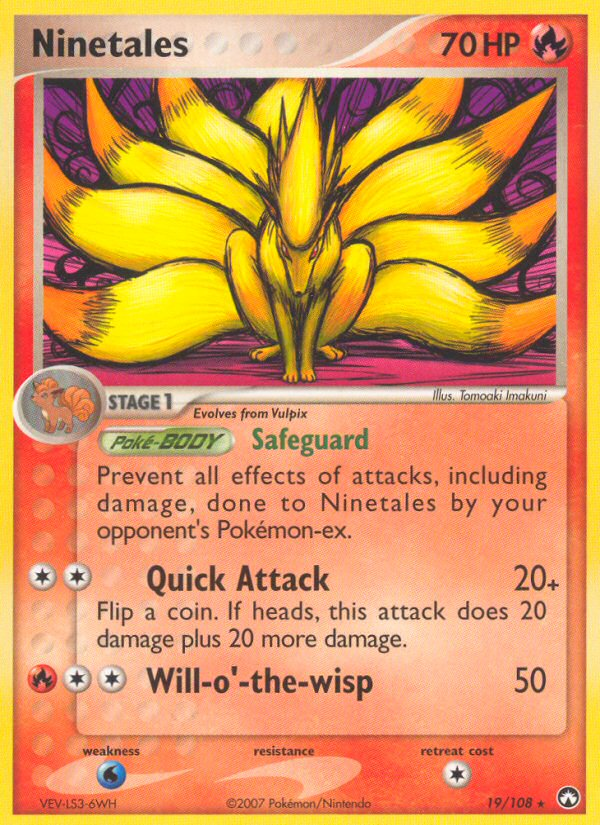 Ninetales 70 HP
Illus. Tomoaki Imakuni
STAGE 1
Evolves from Vulpix
Poké-BODY Safeguard
Prevent all effects of attacks, including
damage, done to Ninetales by your
opponent's Pokémon-ex.
Quick Attack 20+
Flip a coin. If heads, this attack does 20
damage plus 20 more damage.
Will-o'-the-wisp 50
weakness resistance retreat cost
VEV-LS3-6WH ©2007 Pokémon/Nintendo 19/108 ★